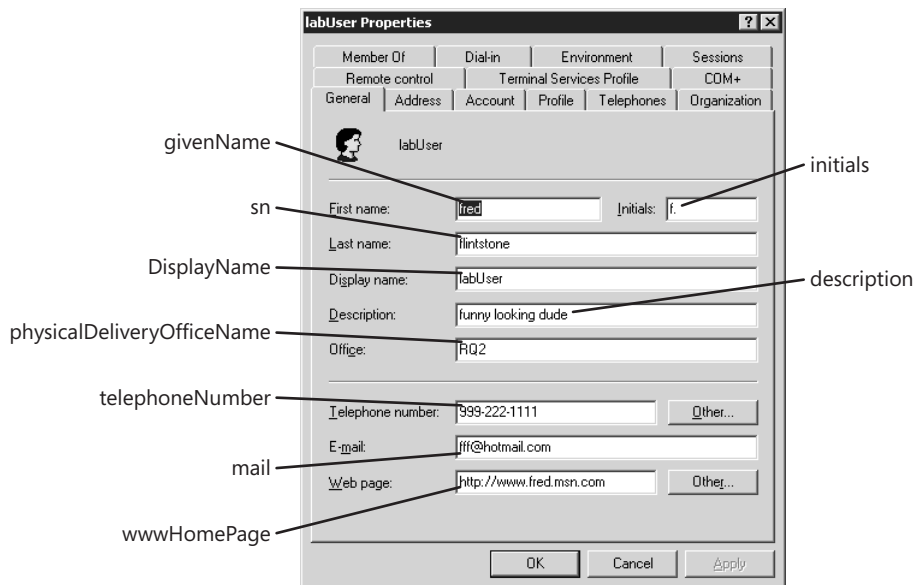 labUser Properties
Member Of Dial-in Environment Sessions
Remote control Terminal Services Profile COM+
General Address Account Profile Telephones Organization
givenName
labUser
initials
sn
First name: fred Initials: f.
Last name: flintstone
DisplayName
Display name: labUser
description
Description: funny looking dude
physicalDeliveryOfficeName
Office: RQ2
telephoneNumber
Telephone number: 999-222-1111 Other...
E-mail: fff@hotmail.com
mail
Web page: http://www.fred.msn.com Other...
wwwHomePage
OK Cancel Apply